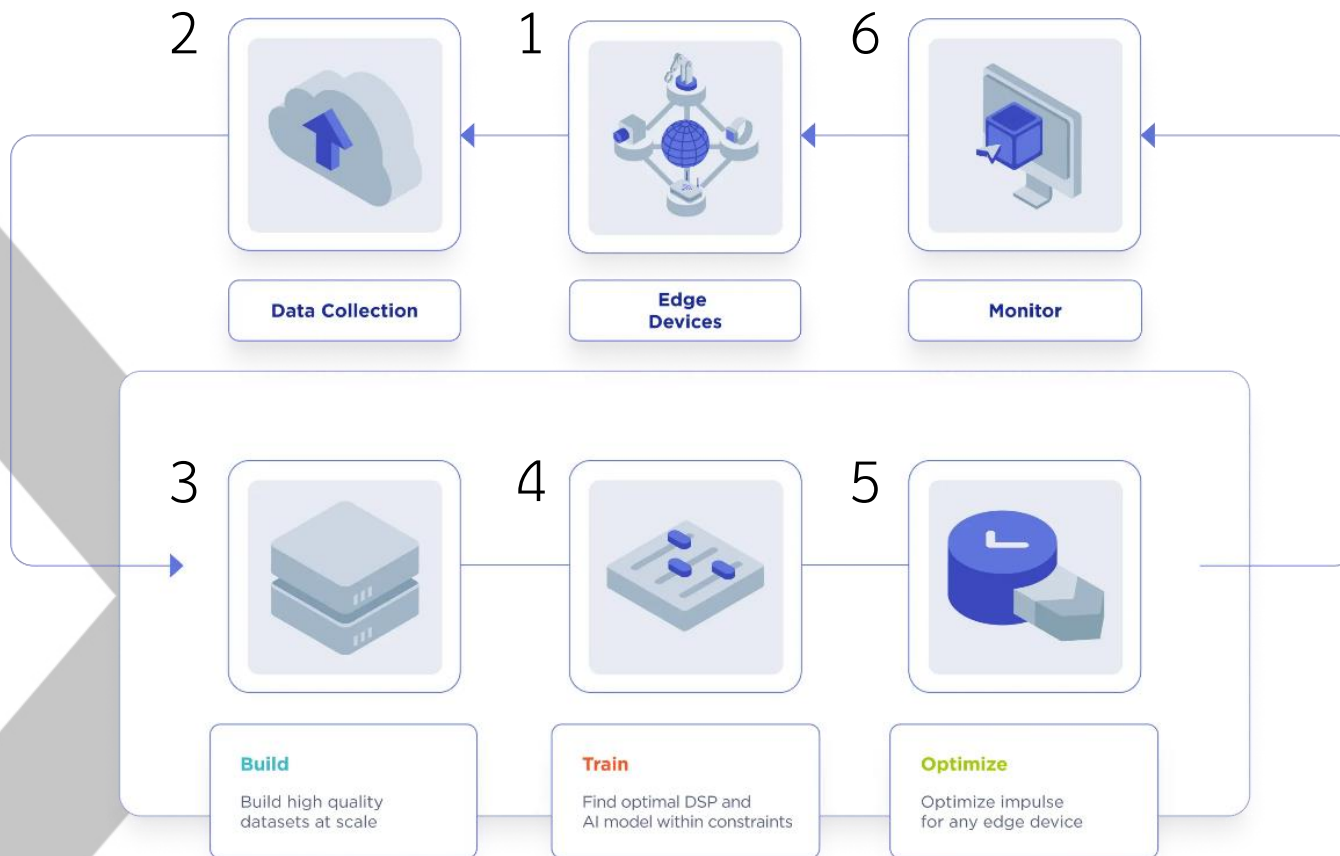 2
1
6
Data Collection
Edge
Devices
Monitor
3
4
5
Build
Build high quality
datasets at scale
Train
Find optimal DSP and
AI model within constraints
Optimize
Optimize impulse
for any edge device